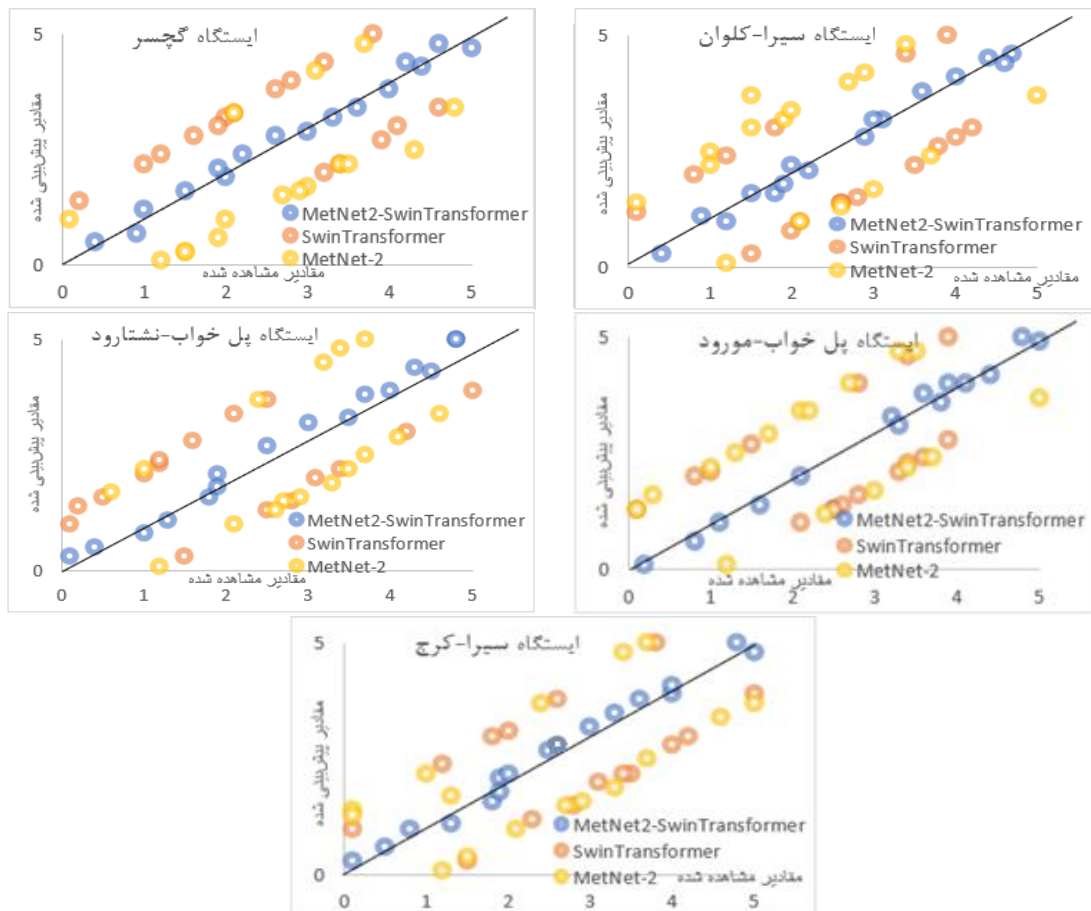 ایستگاه گچسر
5
0
مقادیر پیش‌بینی شده
MetNet2-SwinTransformer
SwinTransformer
MetNet-2
مقادیر مشاهده شده
0 1 2 3 4 5
ایستگاه سیرا-کلوان
5
0
مقادیر پیش‌بینی شده
MetNet2-SwinTransformer
SwinTransformer
MetNet-2
مقادیر مشاهده شده
0 1 2 3 4 5
ایستگاه پل خواب-نشتارود
5
0
مقادیر پیش‌بینی شده
MetNet2-SwinTransformer
SwinTransformer
MetNet-2
مقادیر مشاهده شده
0 1 2 3 4 5
ایستگاه پل خواب-مورود
5
0
مقادیر پیش‌بینی شده
MetNet2-SwinTransformer
SwinTransformer
MetNet-2
مقادیر مشاهده شده
0 1 2 3 4 5
ایستگاه سیرا-کرج
5
0
مقادیر پیش‌بینی شده
MetNet2-SwinTransformer
SwinTransformer
MetNet-2
مقادیر مشاهده شده
0 1 2 3 4 5